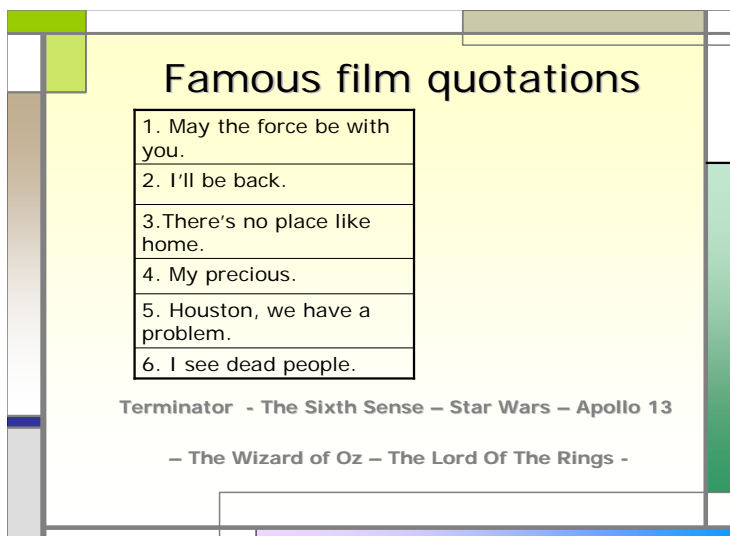 Famous film quotations
1. May the force be with
you.
2. I'll be back.
3.There's no place like
home.
4. My precious.
5. Houston, we have a
problem.
6. I see dead people.
Terminator - The Sixth Sense – Star Wars – Apollo 13
– The Wizard of Oz – The Lord Of The Rings -